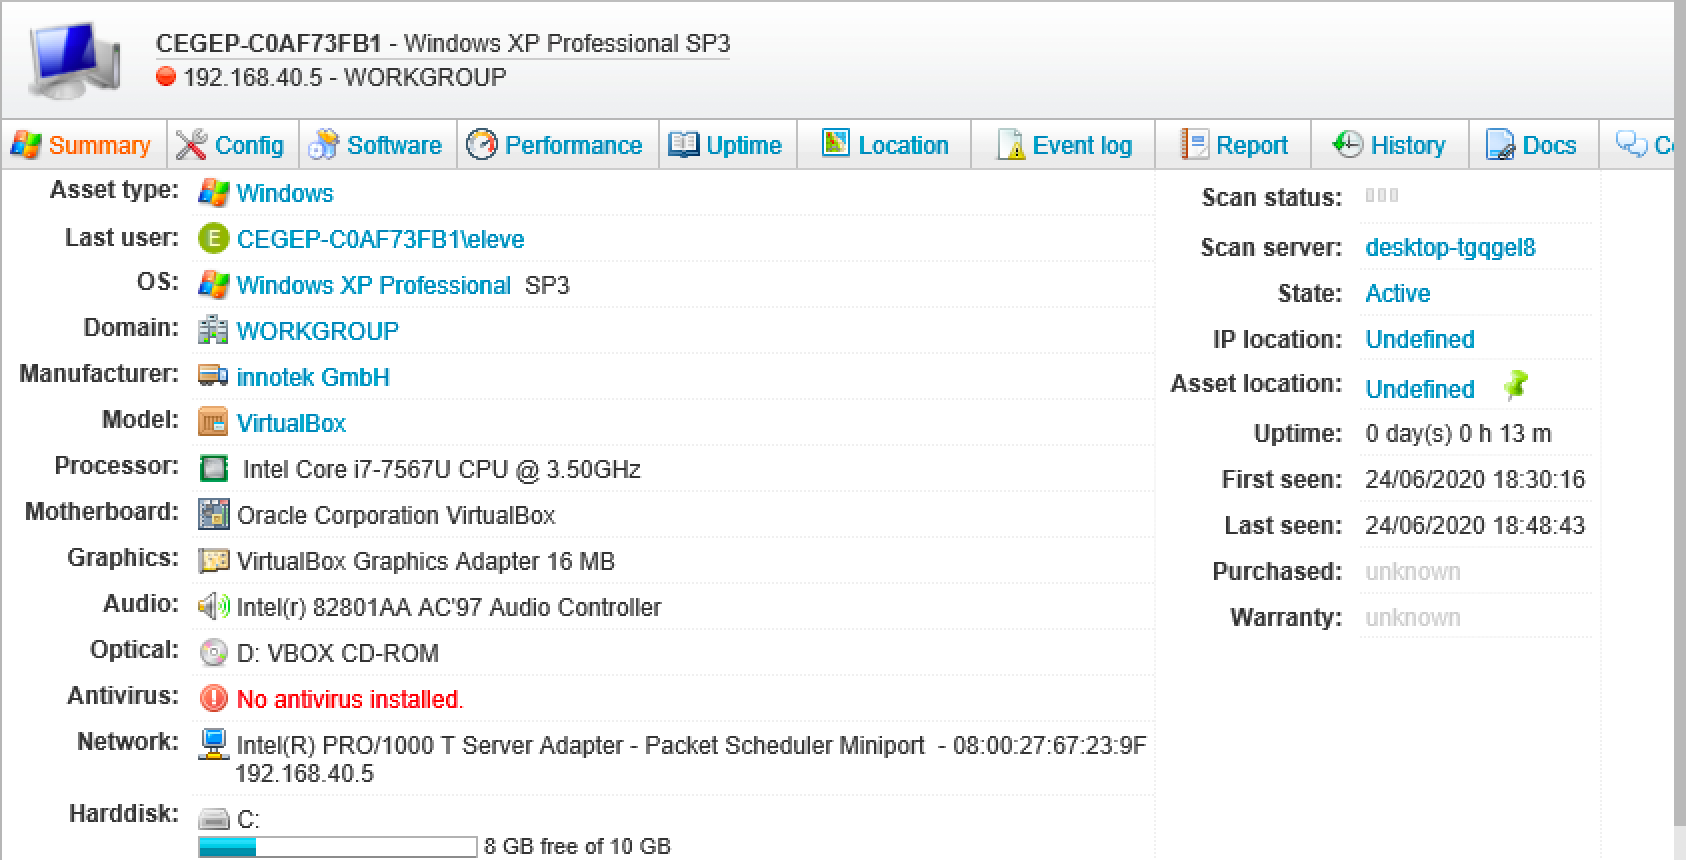 CEGEP-C0AF73FB1 - Windows XP Professional SP3
192.168.40.5 - WORKGROUP
Summary Config Software Performance Uptime Location Event log Report History Docs
Asset type: Windows
Last user: E CEGEP-C0AF73FB1\eleve
OS: Windows XP Professional SP3
Domain: WORKGROUP
Manufacturer: innotek GmbH
Model: VirtualBox
Processor: Intel Core i7-7567U CPU @ 3.50GHz
Motherboard: Oracle Corporation VirtualBox
Graphics: VirtualBox Graphics Adapter 16 MB
Audio: Intel(r) 82801AA AC'97 Audio Controller
Optical: D: VBOX CD-ROM
Antivirus: No antivirus installed.
Network: Intel(R) PRO/1000 T Server Adapter - Packet Scheduler Miniport - 08:00:27:67:23:9F
192.168.40.5
Harddisk: C:
8 GB free of 10 GB
Scan status:
Scan server: desktop-tgqgel8
State: Active
IP location: Undefined
Asset location: Undefined
Uptime: 0 day(s) 0 h 13 m
First seen: 24/06/2020 18:30:16
Last seen: 24/06/2020 18:48:43
Purchased: unknown
Warranty: unknown